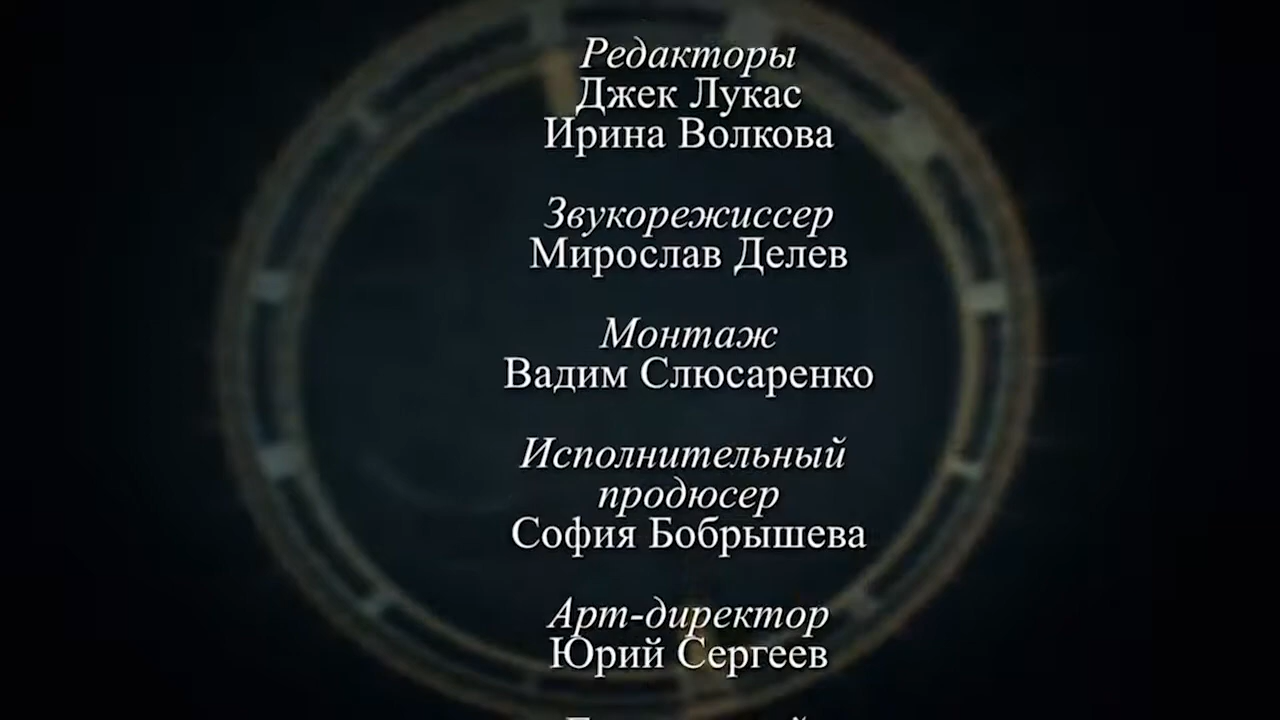 Редакторы
Джек Лукас
Ирина Волкова
Звукорежиссер
Мирослав Делев
Монтаж
Вадим Слюсаренко
Исполнительный
продюсер
София Бобрышева
Арт-директор
Юрий Сергеев